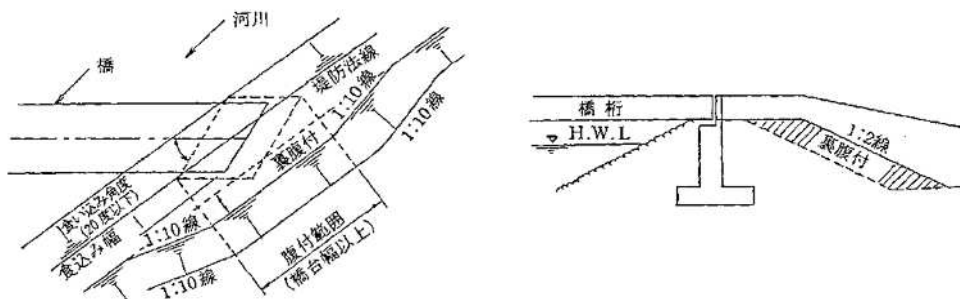 河川
橋
堤防法線
1:10線
1:10線
裏腹付
食い込み角度
(20度以下)
食込み幅
1:10線
1:10線
腹付範囲
(橋台幅以上)
橋桁
H.W.L
1:2線
裏腹付